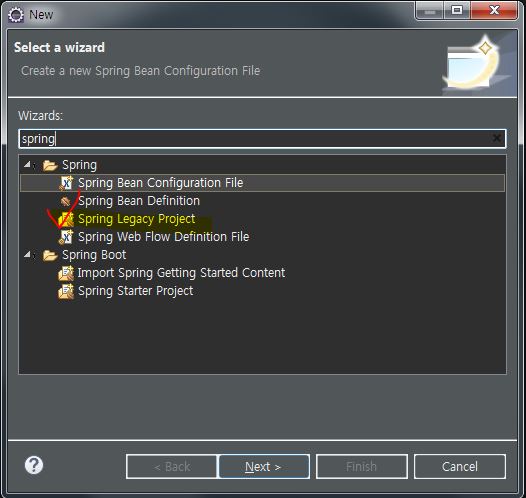 New
Select a wizard
Create a new Spring Bean Configuration File
Wizards:
spring
Spring
Spring Bean Configuration File
Spring Bean Definition
Spring Legacy Project
Spring Web Flow Definition File
Spring Boot
Import Spring Getting Started Content
Spring Starter Project
< Back
Next >
Finish
Cancel